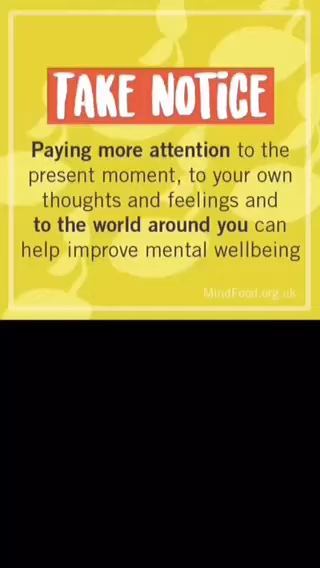 TAKE NOTICE
Paying more attention to the
present moment, to your own
thoughts and feelings and
to the world around you can
help improve mental wellbeing
MindFood.org.uk